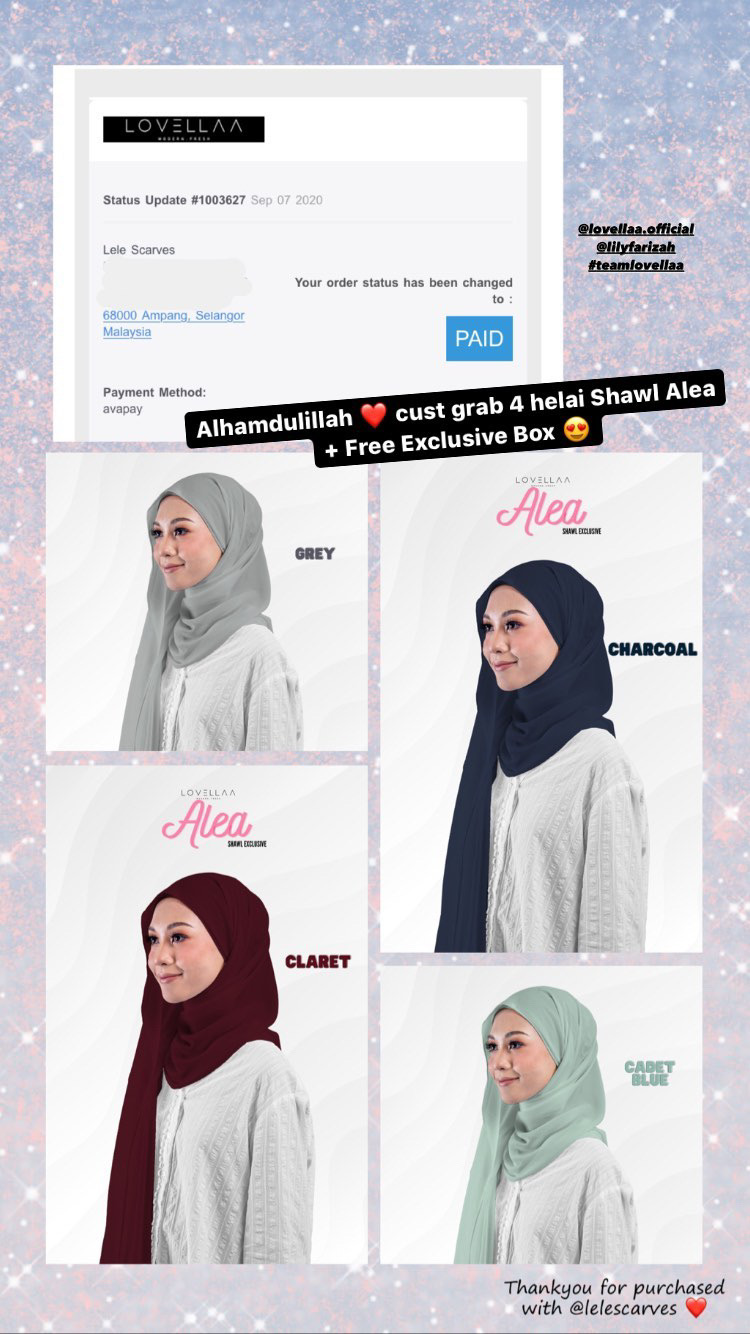 LOVELLAA
MODERN.FRESH
Status Update #1003627 Sep 07 2020
Lele Scarves
68000 Ampang, Selangor
Malaysia
Your order status has been changed
to :
PAID
Payment Method:
avapay
@lovellaa.official
@lilyfarizah
#teamlovellaa
Alhamdulillah ❤️ cust grab 4 helai Shawl Alea
+ Free Exclusive Box 😍
GREY
LOVELLAA
Alea
SHAWL EXCLUSIVE
CHARCOAL
LOVELLAA
Alea
SHAWL EXCLUSIVE
CLARET
CADET
BLUE
Thankyou for purchased
with @lelescarves ❤️